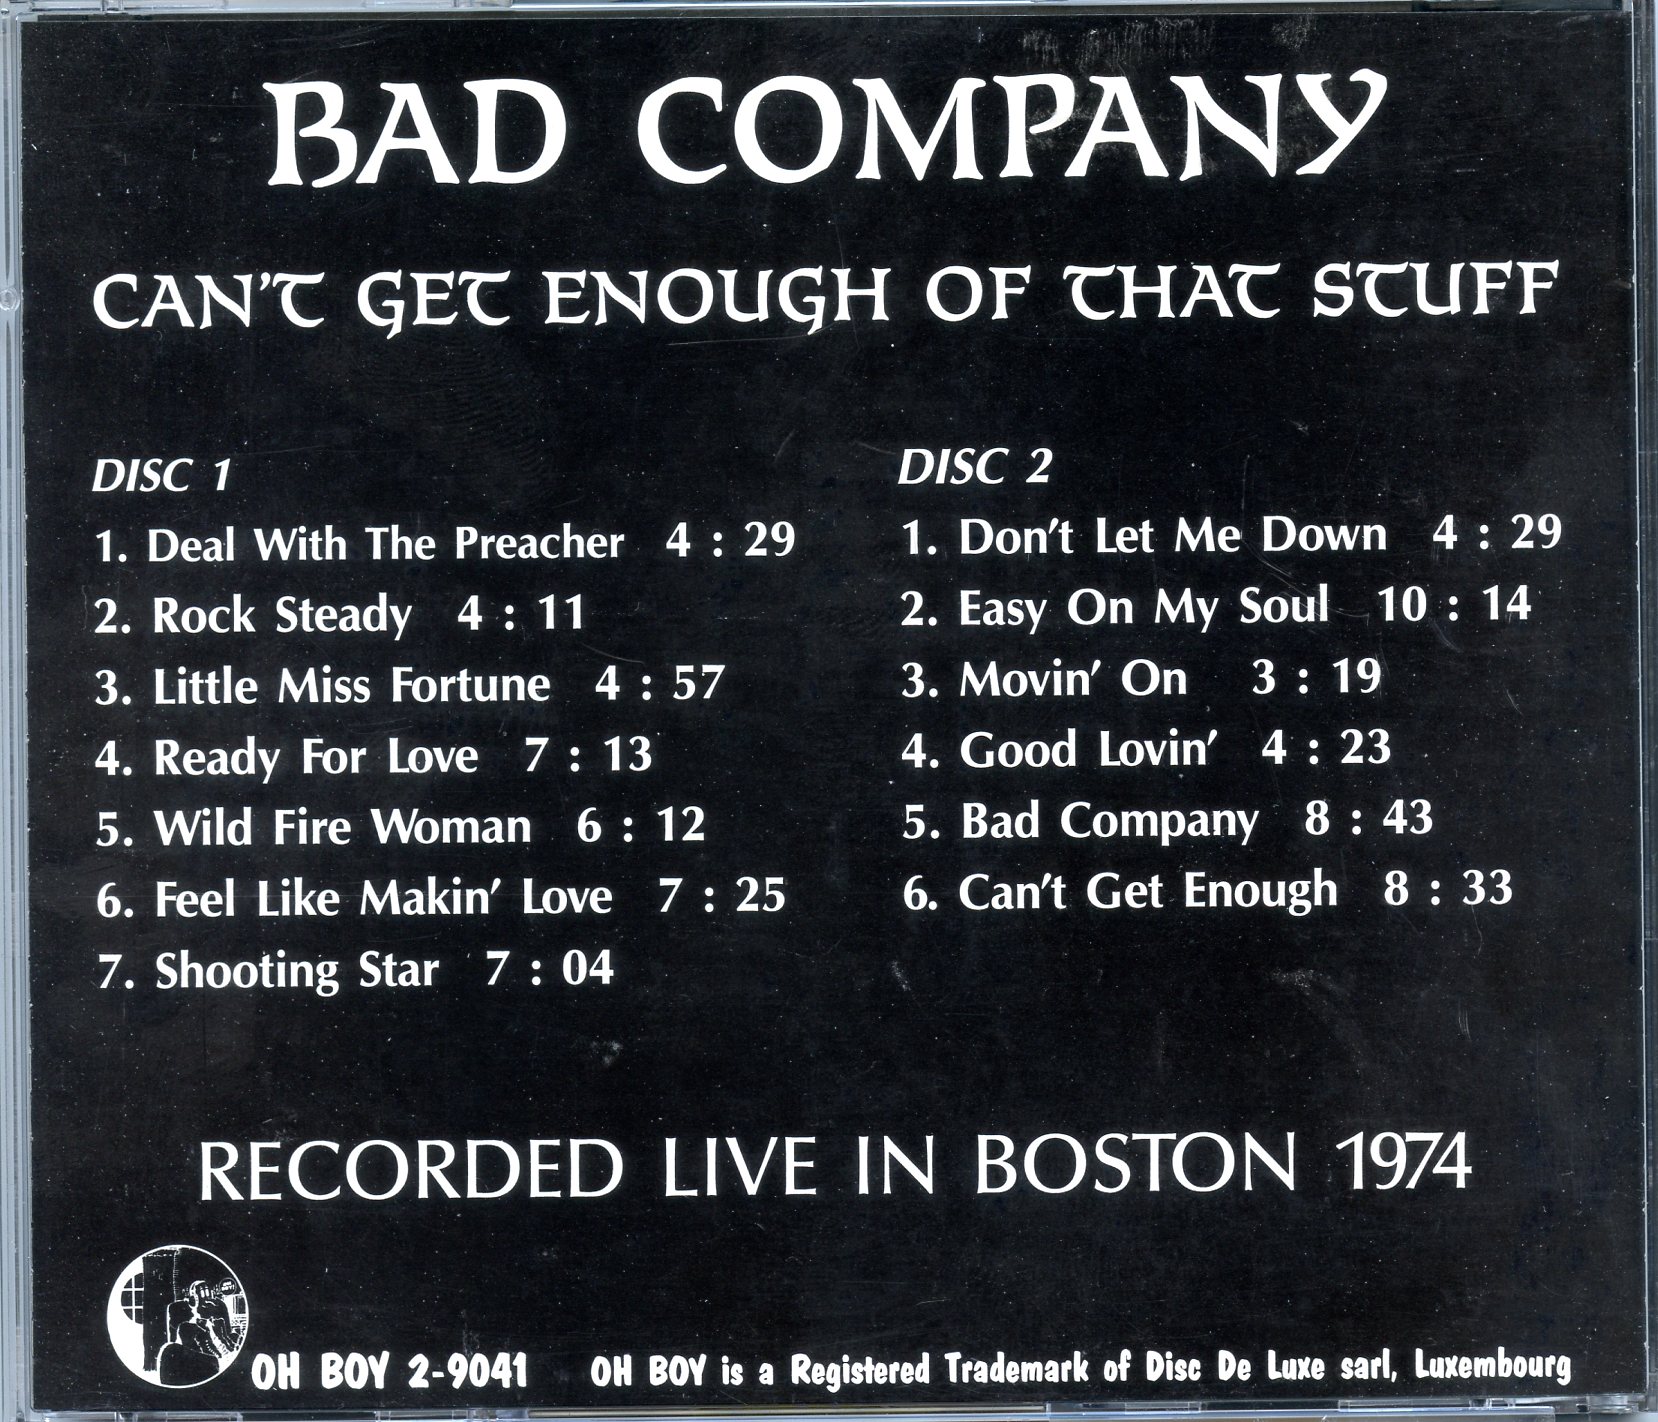 BAD COMPANY
CAN'T GET ENOUGH OF THAT STUFF
DISC 1
1. Deal With The Preacher 4 : 29
2. Rock Steady 4 : 11
3. Little Miss Fortune 4 : 57
4. Ready For Love 7 : 13
5. Wild Fire Woman 6 : 12
6. Feel Like Makin' Love 7 : 25
7. Shooting Star 7 : 04
DISC 2
1. Don't Let Me Down 4 : 29
2. Easy On My Soul 10 : 14
3. Movin' On 3 : 19
4. Good Lovin' 4 : 23
5. Bad Company 8 : 43
6. Can't Get Enough 8 : 33
RECORDED LIVE IN BOSTON 1974
OH BOY 2-9041 OH BOY is a Registered Trademark of Disc De Luxe sarl, Luxembourg